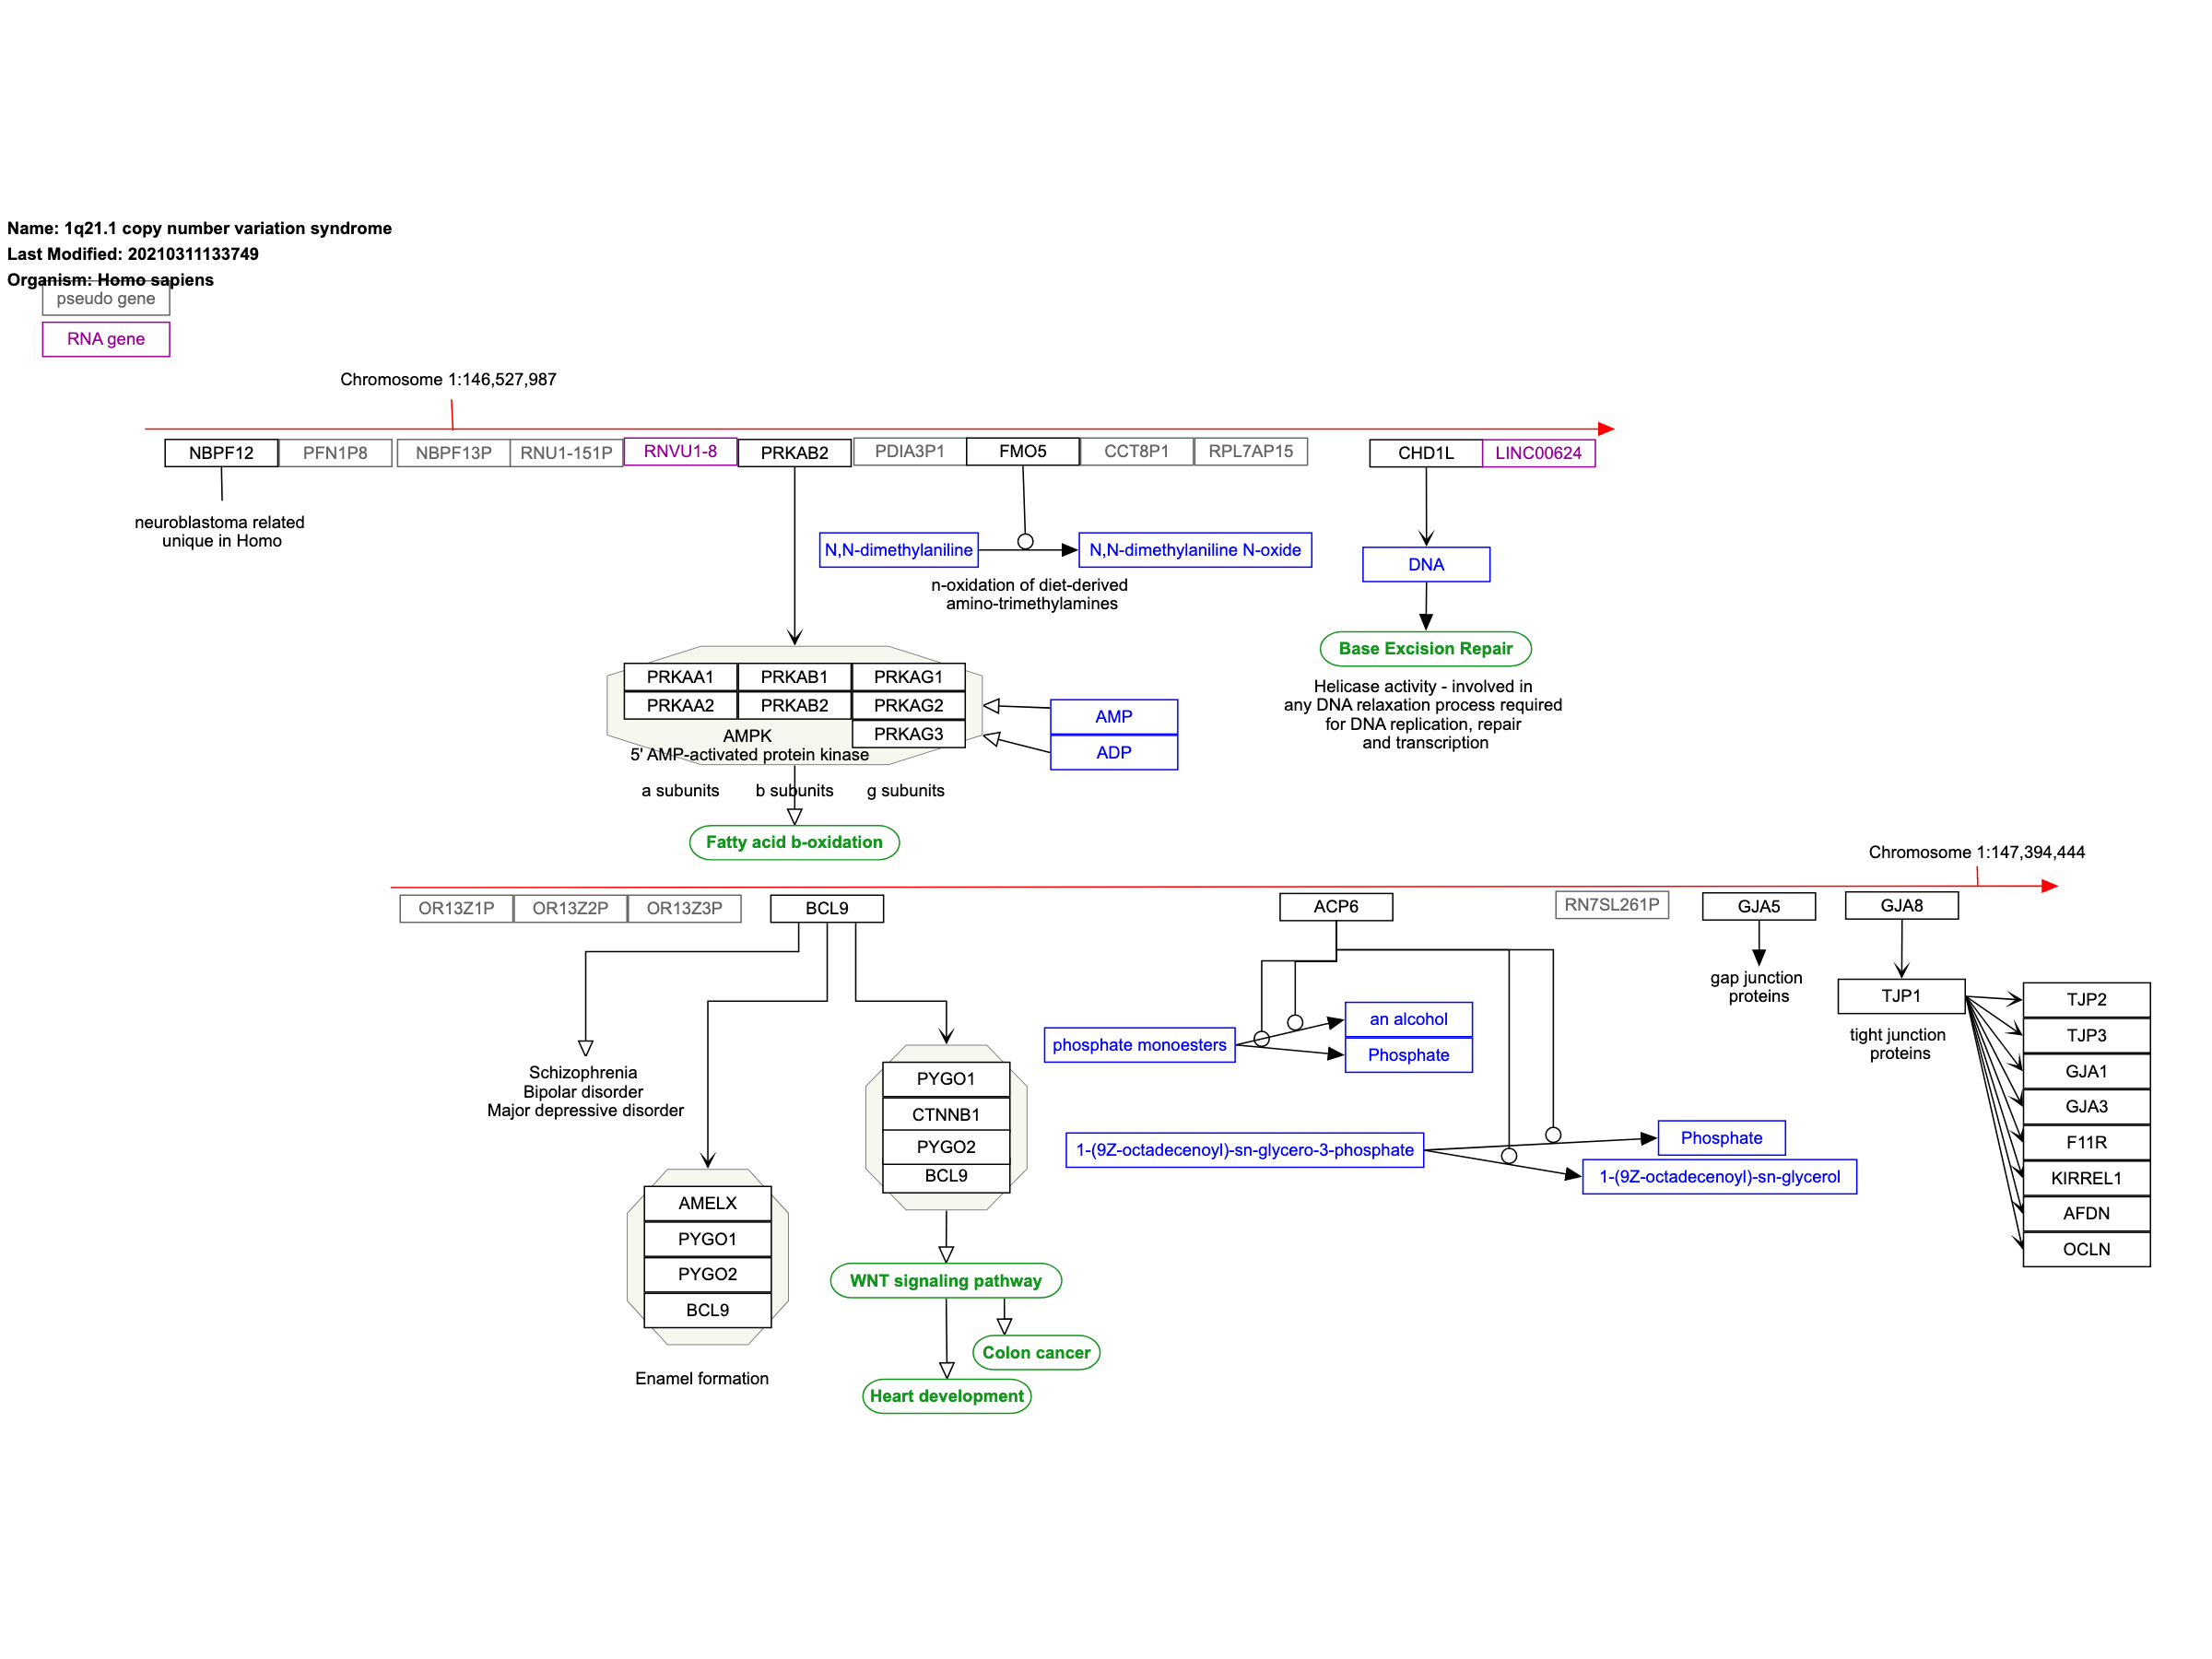 Name: 1q21.1 copy number variation syndrome
Last Modified: 20210311133749
Organism: Homo sapiens
pseudo gene
RNA gene
Chromosome 1:146,527,987
NBPF12
PFN1P8
NBPF13P
RNU1-151P
RNVU1-8
PRKAB2
PDIA3P1
FMO5
CCT8P1
RPL7AP15
CHD1L
LINC00624
neuroblastoma related
unique in Homo
N,N-dimethylaniline
N,N-dimethylaniline N-oxide
n-oxidation of diet-derived
amino-trimethylamines
DNA
Base Excision Repair
Helicase activity - involved in
any DNA relaxation process required
for DNA replication, repair
and transcription
PRKAA1
PRKAB1
PRKAG1
PRKAA2
PRKAB2
PRKAG2
PRKAG3
AMPK
5' AMP-activated protein kinase
AMP
ADP
a subunits
b subunits
g subunits
Fatty acid b-oxidation
Chromosome 1:147,394,444
OR13Z1P
OR13Z2P
OR13Z3P
BCL9
ACP6
RN7SL261P
GJA5
GJA8
gap junction
proteins
TJP1
tight junction
proteins
TJP2
TJP3
GJA1
GJA3
F11R
KIRREL1
AFDN
OCLN
phosphate monoesters
an alcohol
Phosphate
1-(9Z-octadecenoyl)-sn-glycero-3-phosphate
Phosphate
1-(9Z-octadecenoyl)-sn-glycerol
Schizophrenia
Bipolar disorder
Major depressive disorder
PYGO1
CTNNB1
PYGO2
BCL9
AMELX
PYGO1
PYGO2
BCL9
Enamel formation
WNT signaling pathway
Colon cancer
Heart development